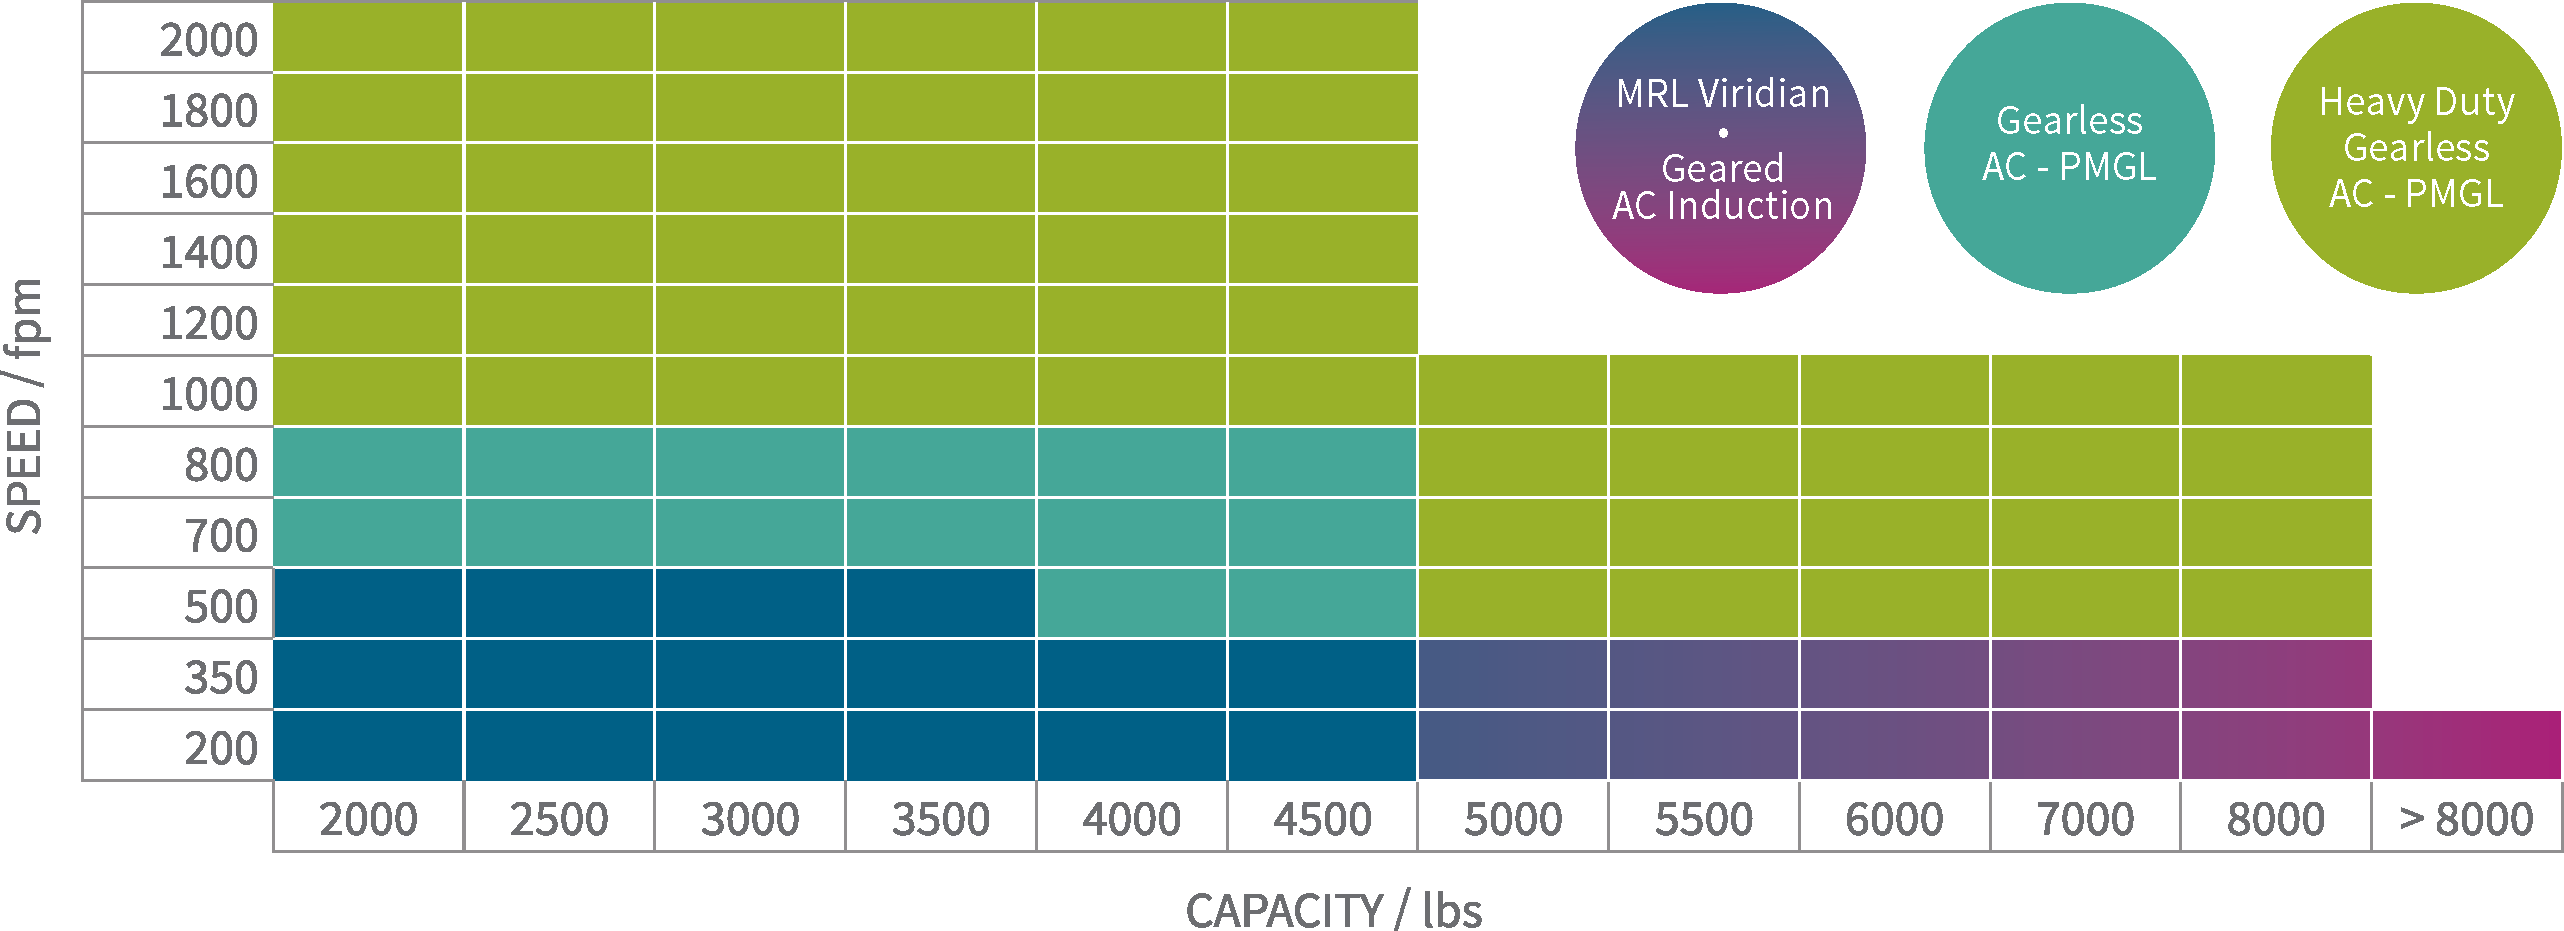 MRL Viridian
•
Geared
AC Induction
Gearless
AC - PMGL
Heavy Duty
Gearless
AC - PMGL
SPEED / fpm
2000
1800
1600
1400
1200
1000
800
700
500
350
200
2000 2500 3000 3500 4000 4500 5000 5500 6000 7000 8000 > 8000
CAPACITY / lbs